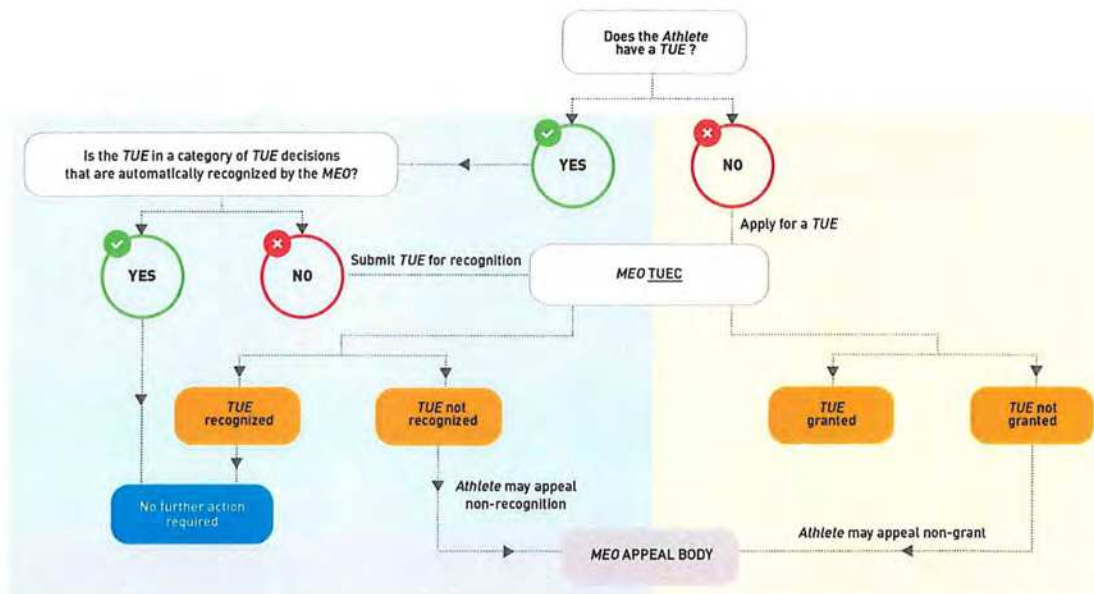 Does the Athlete
have a TUE ?
YES
NO
Is the TUE in a category of TUE decisions
that are automatically recognized by the MEO?
YES
NO
Submit TUE for recognition
Apply for a TUE
MEO TUEC
TUE
recognized
TUE not
recognized
TUE
granted
TUE not
granted
No further action
required
Athlete may appeal
non-recognition
Athlete may appeal non-grant
MEO APPEAL BODY